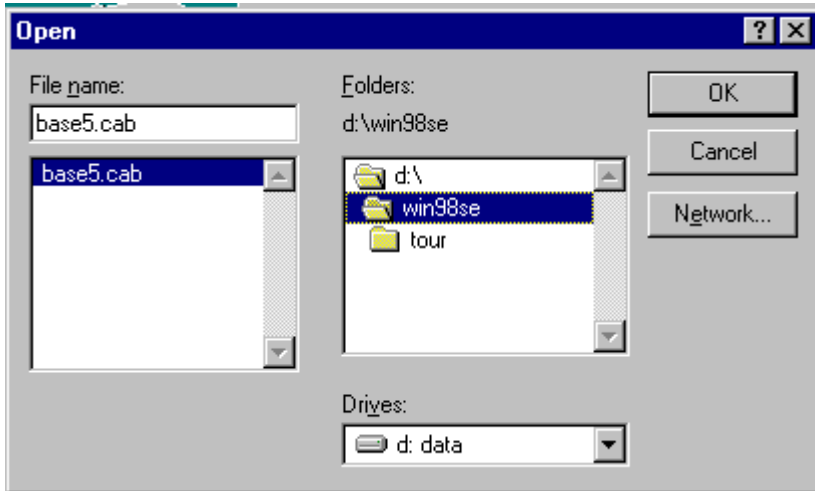 Open
File name:
base5.cab
base5.cab
Folders:
d:\win98se
d:\
win98se
tour
Drives:
d: data
OK
Cancel
Network...